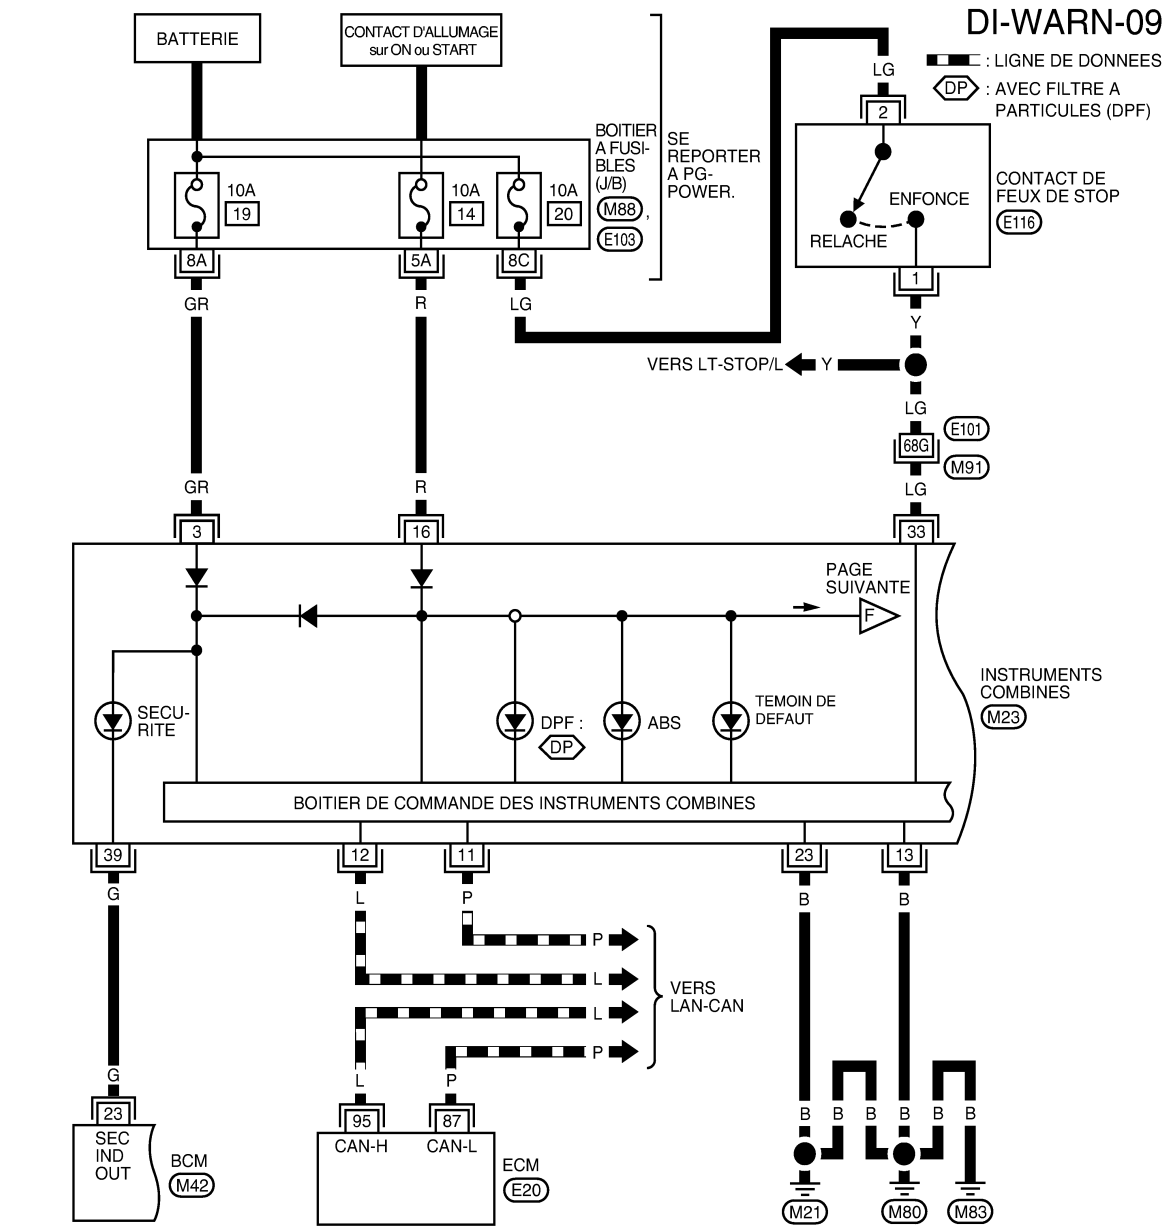 DI-WARN-09
: LIGNE DE DONNEES
DP : AVEC FILTRE A
PARTICULES (DPF)
BATTERIE
CONTACT D'ALLUMAGE
sur ON ou START
BOITIER
A FUSI-
BLES
(J/B)
M88 ,
E103
SE
REPORTER
A PG-
POWER.
10A
19
10A
14
10A
20
8A
5A
8C
GR
R
LG
LG
2
ENFONCE
RELACHE
CONTACT DE
FEUX DE STOP
E116
1
Y
VERS LT-STOP/L
Y
LG
68G
E101
M91
GR
R
LG
3
16
33
PAGE
SUIVANTE
F
SECU-
RITE
DPF :
DP
ABS
TEMOIN DE
DEFAUT
INSTRUMENTS
COMBINES
M23
BOITIER DE COMMANDE DES INSTRUMENTS COMBINES
39
12
11
23
13
G
L
P
B
B
P
L
L
P
VERS
LAN-CAN
G
L
P
B
B
B
B
B
B
23
SEC
IND
OUT
BCM
M42
95
87
CAN-H
CAN-L
ECM
E20
M21
M80
M83